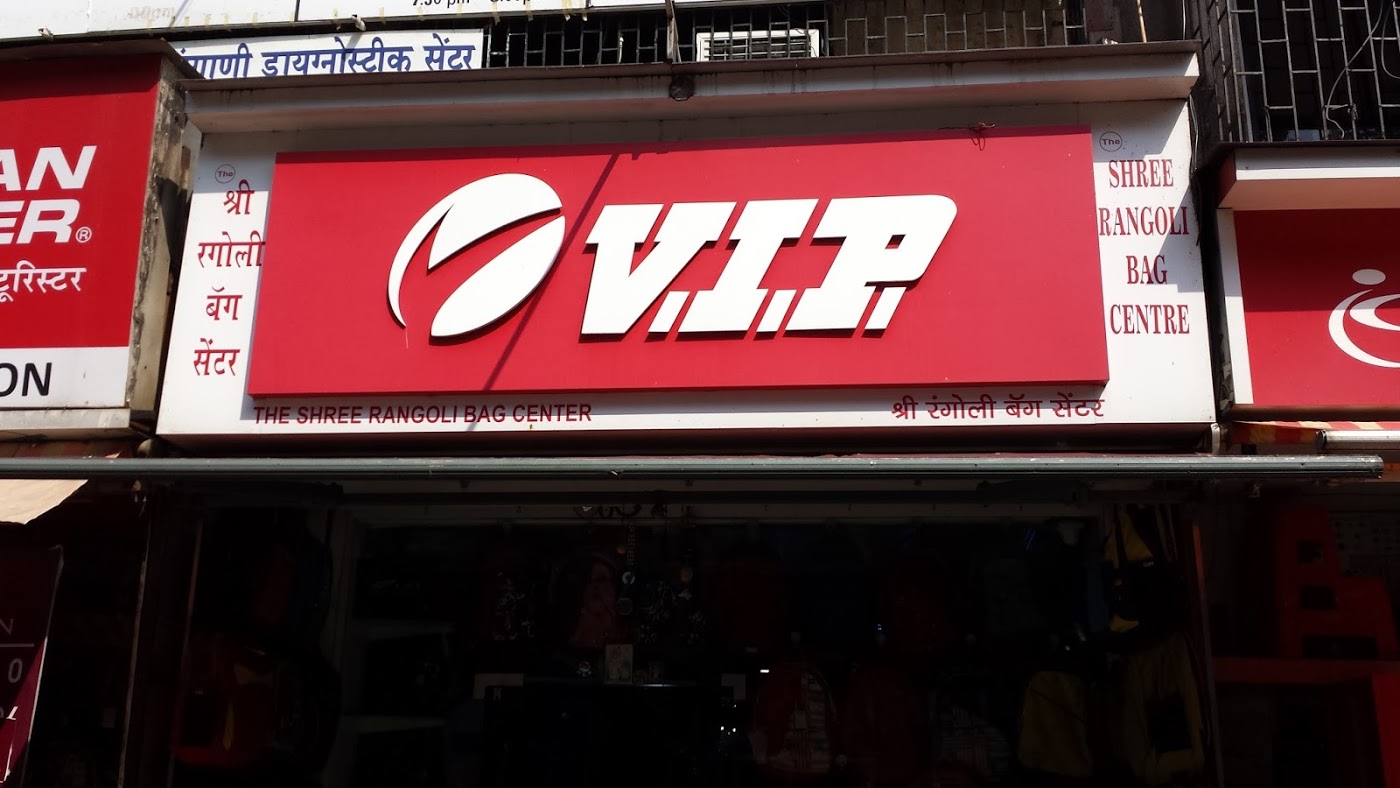 डायग्नोस्टीक सेंटर
AN
ER®
टूरिस्टर
ON
The
श्री
रगोली
बॅग
सेंटर
V.I.P.
The
SHREE
RANGOLI
BAG
CENTRE
THE SHREE RANGOLI BAG CENTER
श्री रंगोली बॅग सेंटर